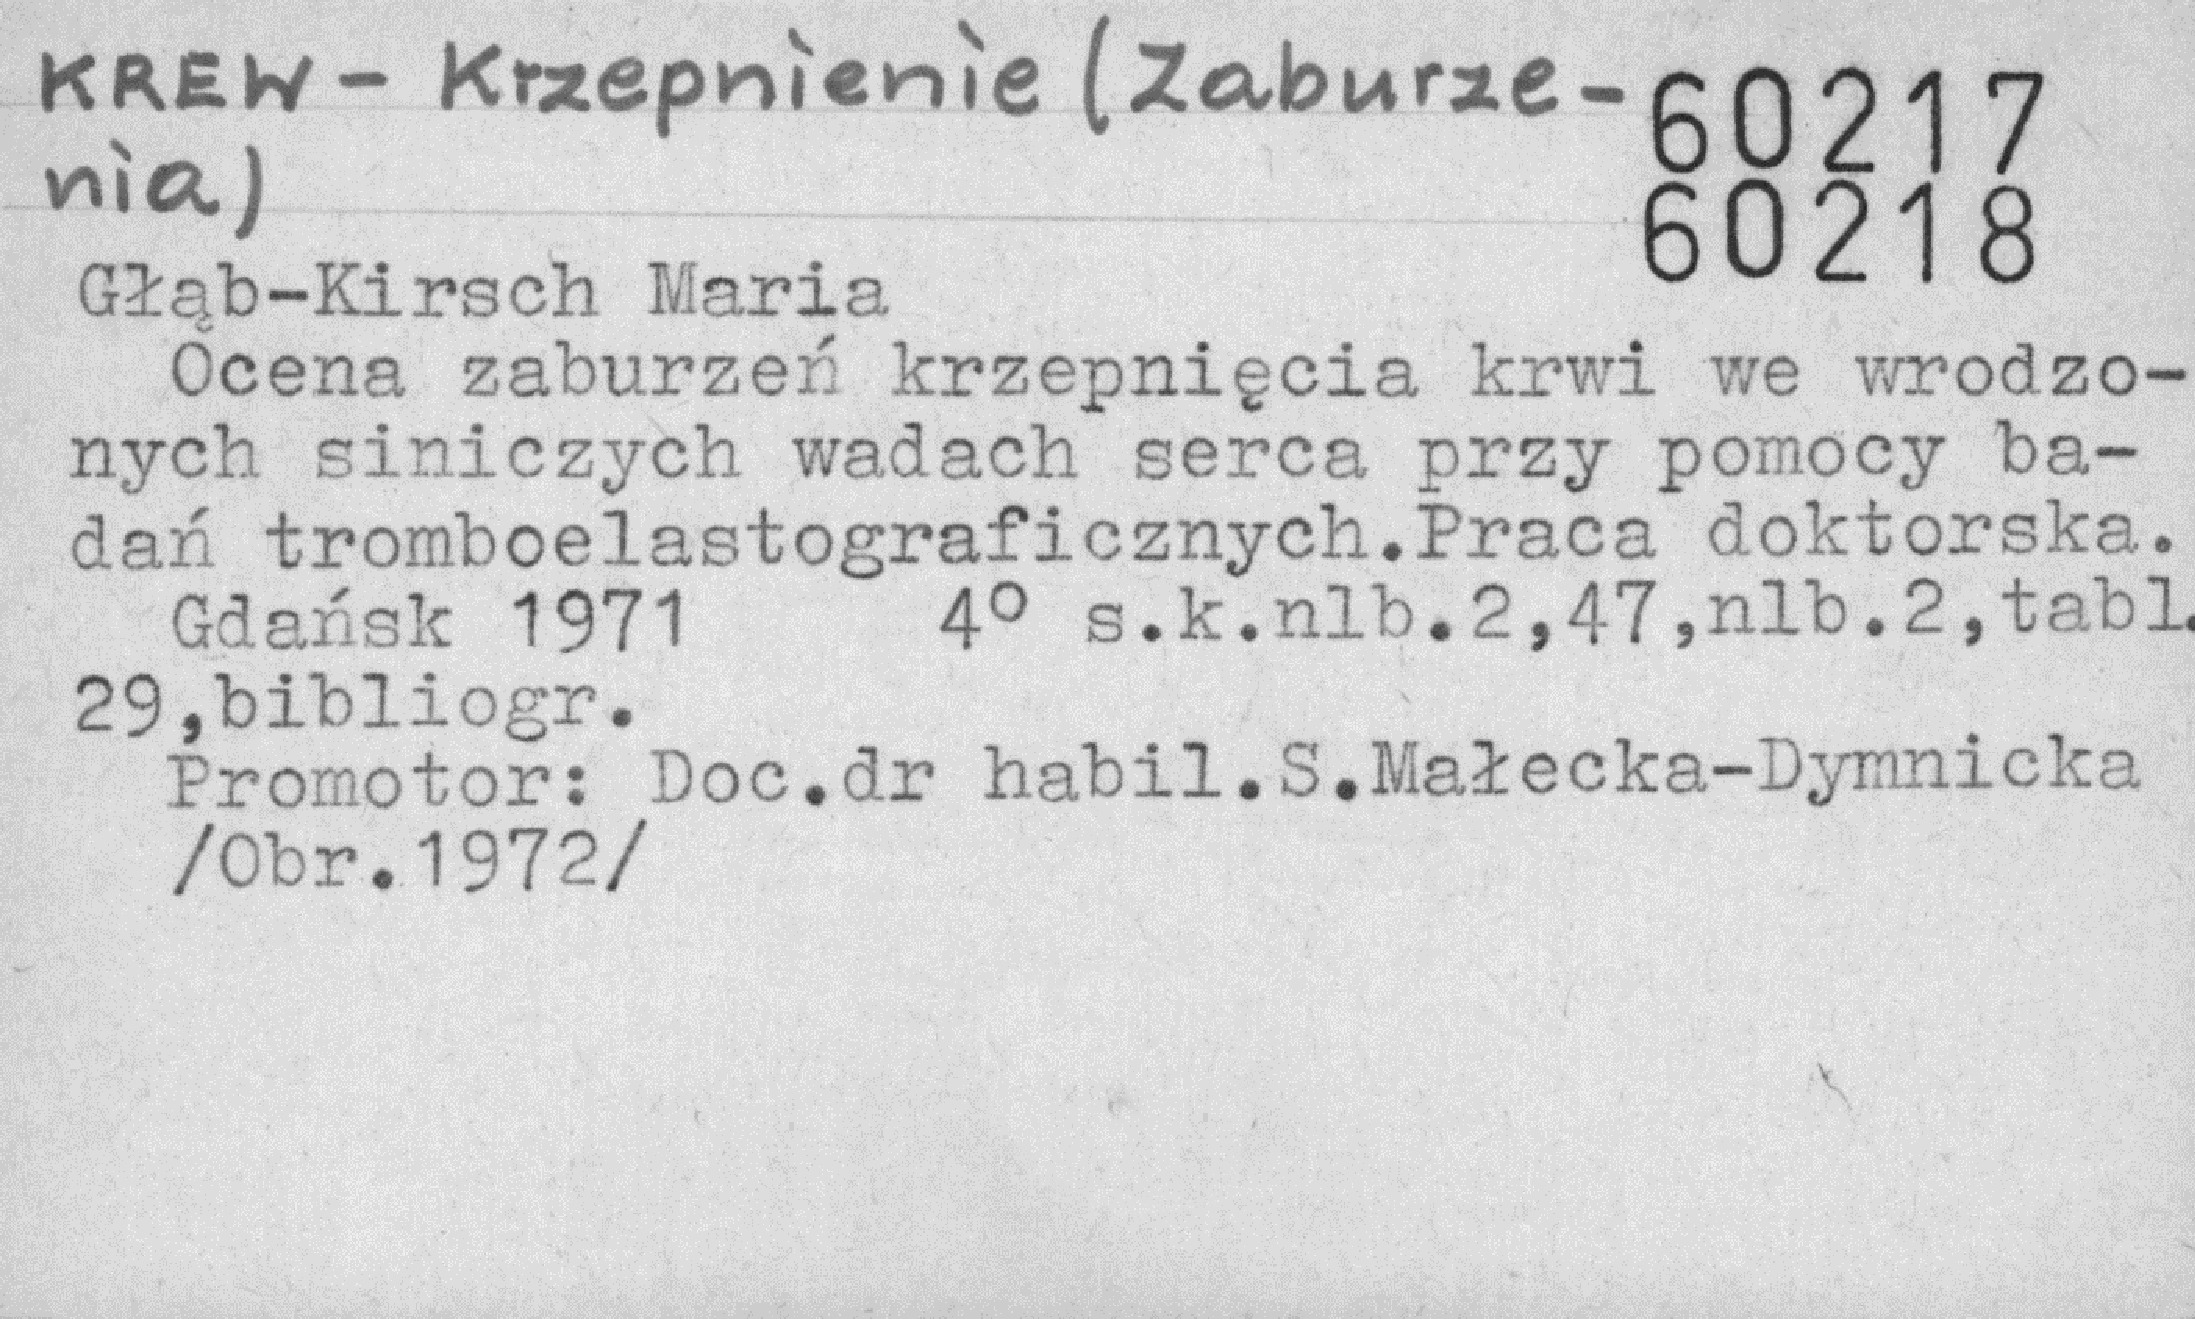 KREW - Krzepnienie (Zaburze- 60217
nia) 60218
Głąb-Kirsch Maria
Ocena zaburzeń krzepnięcia krwi we wrodzo-
nych siniczych wadach serca przy pomocy ba-
dań tromboelastograficznych.Praca doktorska.
Gdańsk 1971 4° s.k.nlb.2,47,nlb.2,tabl.
29,bibliogr.
Promotor: Doc.dr habil.S.Małecka-Dymnicka
/Obr.1972/